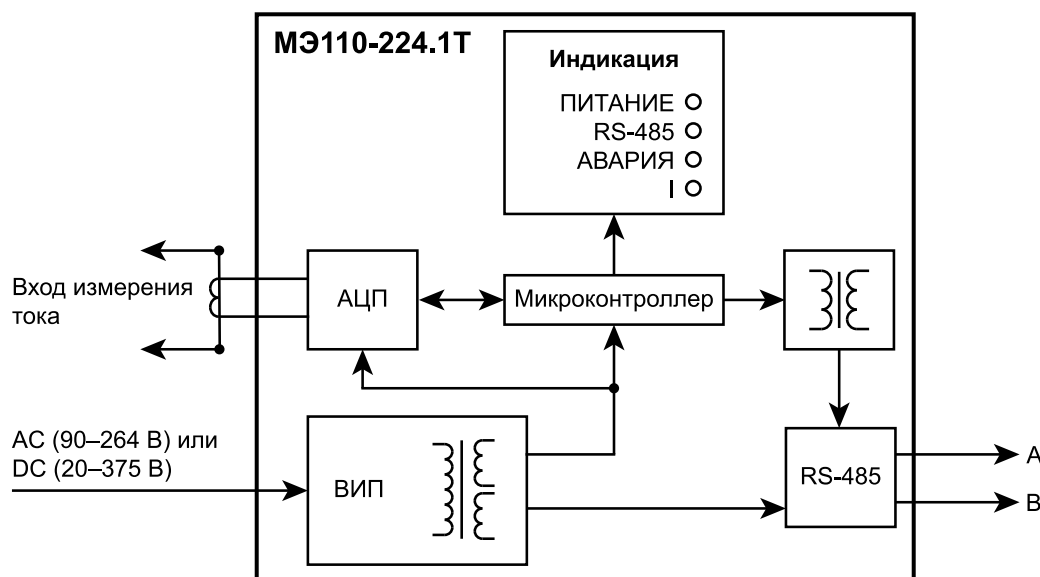 МЭ110-224.1Т
Индикация
ПИТАНИЕ
RS-485
АВАРИЯ
I
Вход измерения
тока
АЦП
Микроконтроллер
AC (90–264 В) или
DC (20–375 В)
ВИП
RS-485
A
B